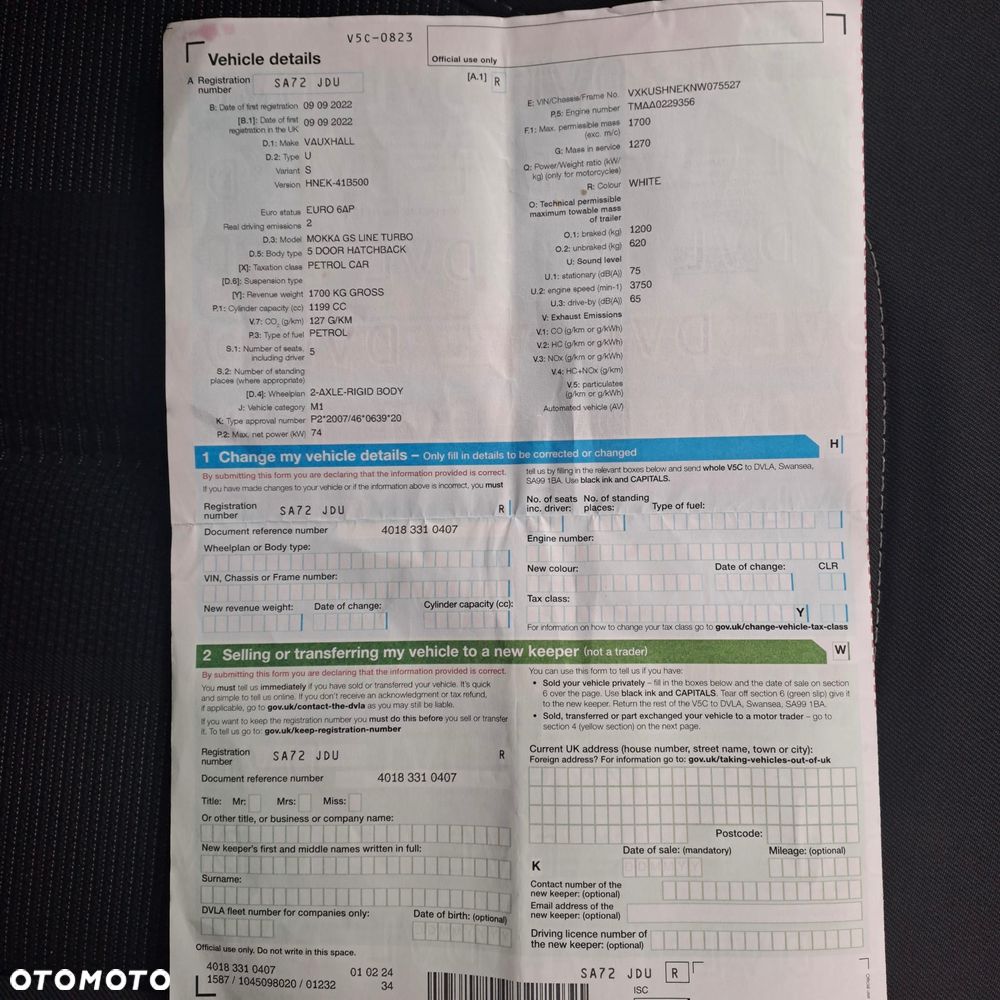 V5C-0823
Vehicle details
Official use only
A Registration number SA72 JDU
[A.1] R
B: Date of first registration 09 09 2022
[B.1]: Date of first registration in the UK 09 09 2022
D.1: Make VAUXHALL
D.2: Type U
Variant S
Version HNEK-41B500
Euro status EURO 6AP
Real driving emissions 2
D.3: Model MOKKA GS LINE TURBO
D.5: Body type 5 DOOR HATCHBACK
[X]: Taxation class PETROL CAR
[D.6]: Suspension type
[Y]: Revenue weight 1700 KG GROSS
P.1: Cylinder capacity (cc) 1199 CC
V.7: CO₂ (g/km) 127 G/KM
P.3: Type of fuel PETROL
S.1: Number of seats, including driver 5
S.2: Number of standing places (where appropriate)
[D.4]: Wheelplan 2-AXLE-RIGID BODY
J: Vehicle category M1
K: Type approval number P2*2007/46*0639*20
P.2: Max. net power (kW) 74
E: VIN/Chassis/Frame No. VXKUSHNEKNW075527
P.5: Engine number TMAA0229356
F.1: Max. permissible mass (exc. m/c) 1700
G: Mass in service 1270
Q: Power/Weight ratio (kW/kg) (only for motorcycles)
R: Colour WHITE
O: Technical permissible maximum towable mass of trailer
O.1: braked (kg) 1200
O.2: unbraked (kg) 620
U: Sound level
U.1: stationary (dB(A)) 75
U.2: engine speed (min-1) 3750
U.3: drive-by (dB(A)) 65
V: Exhaust Emissions
V.1: CO (g/km or g/kWh)
V.2: HC (g/km or g/kWh)
V.3: NOx (g/km or g/kWh)
V.4: HC+NOx (g/km)
V.5: particulates (g/km or g/kWh)
Automated vehicle (AV)
1 Change my vehicle details – Only fill in details to be corrected or changed
H
By submitting this form you are declaring that the information provided is correct.
If you have made changes to your vehicle or if the information above is incorrect, you must
tell us by filling in the relevant boxes below and send whole V5C to DVLA, Swansea,
SA99 1BA. Use black ink and CAPITALS.
Registration number SA72 JDU R
Document reference number 4018 331 0407
Wheelplan or Body type:
VIN, Chassis or Frame number:
New revenue weight: Date of change: Cylinder capacity (cc):
No. of seats inc. driver: No. of standing places: Type of fuel:
Engine number:
New colour: Date of change: CLR
Tax class:
Y
For information on how to change your tax class go to gov.uk/change-vehicle-tax-class
2 Selling or transferring my vehicle to a new keeper (not a trader)
W
By submitting this form you are declaring that the information provided is correct.
You must tell us immediately if you have sold or transferred your vehicle. It's quick
and simple to tell us online. If you don't receive an acknowledgment or tax refund,
if applicable, go to gov.uk/contact-the-dvla as you may still be liable.
If you want to keep the registration number you must do this before you sell or transfer
it. To tell us go to: gov.uk/keep-registration-number
Registration number SA72 JDU R
Document reference number 4018 331 0407
Title: Mr: Mrs: Miss:
Or other title, or business or company name:
New keeper's first and middle names written in full:
Surname:
DVLA fleet number for companies only: Date of birth: (optional)
You can use this form to tell us if you have:
• Sold your vehicle privately – fill in the boxes below and the date of sale on section
6 over the page. Use black ink and CAPITALS. Tear off section 6 (green slip) give it
to the new keeper. Return the rest of the V5C to DVLA, Swansea, SA99 1BA.
• Sold, transferred or part exchanged your vehicle to a motor trader – go to
section 4 (yellow section) on the next page.
Current UK address (house number, street name, town or city):
Foreign address? For information go to: gov.uk/taking-vehicles-out-of-uk
Postcode:
Date of sale: (mandatory) Mileage: (optional)
K
Contact number of the new keeper: (optional)
Email address of the new keeper: (optional)
Driving licence number of the new keeper: (optional)
Official use only. Do not write in this space.
4018 331 0407 01 02 24
1587 / 1045098020 / 01232 34
SA72 JDU R
ISC
OTOMOTO